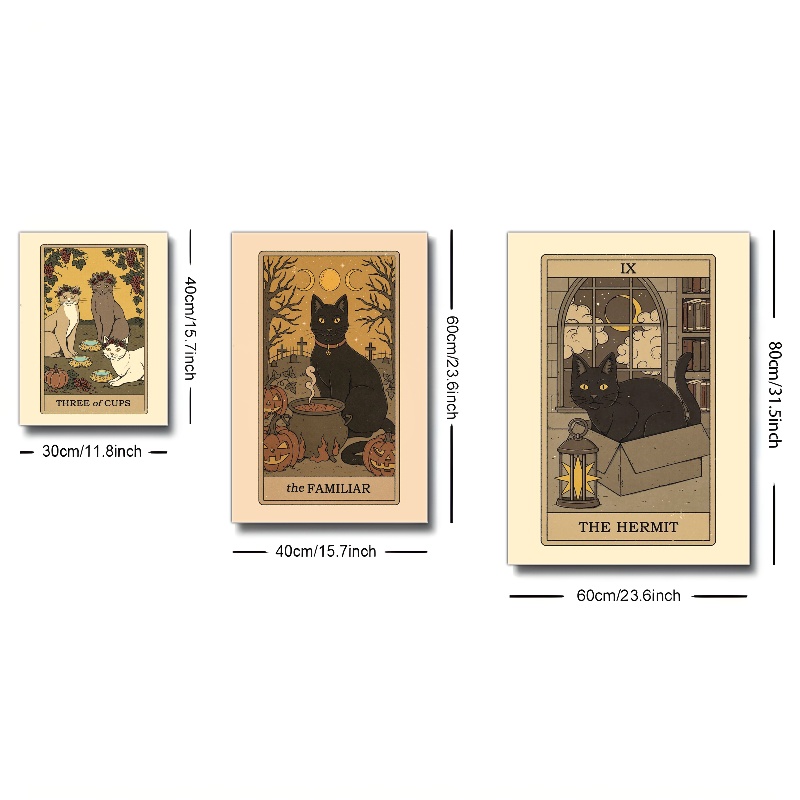 THREE of CUPS
40cm/15.7inch
30cm/11.8inch
the FAMILIAR
60cm/23.6inch
40cm/15.7inch
IX
THE HERMIT
80cm/31.5inch
60cm/23.6inch